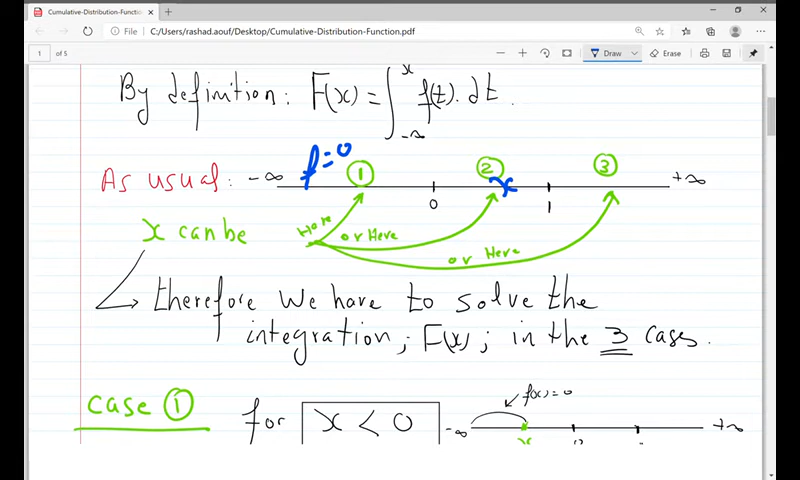 Cumulative-Distribution-Function.p
File
C:/Users/rashad.aouf/Desktop/Cumulative-Distribution-Function.pdf
1 of 5
Draw
Erase
By definition: F(x) = ∫_{-∞}^{x} f(t). dt.
f=0
① ② ③
As usual: -∞ x +∞
0 1
x can be Here or Here
or Here
therefore we have to solve the
integration; F(x); in the 3 cases.
f(x)=0
case ① for x < 0 -∞ +∞
x